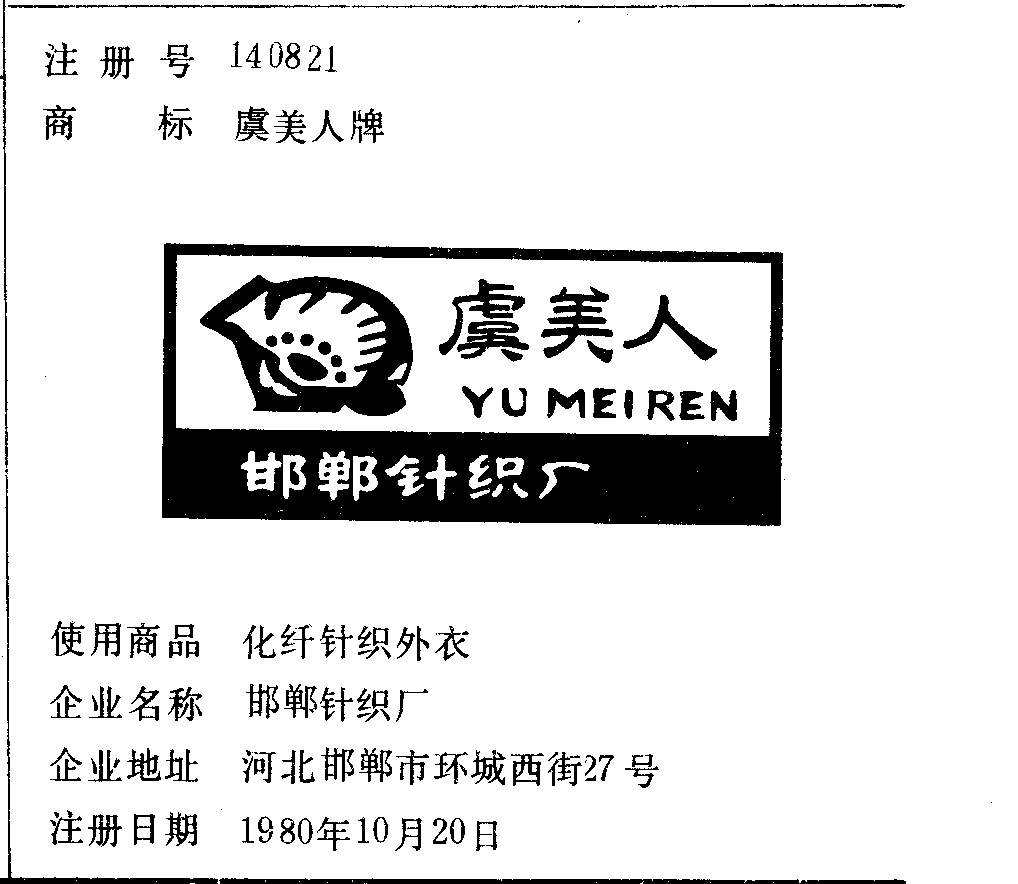 注册号 140821
商标 虞美人牌
虞美人
YU MEI REN
邯郸针织厂
使用商品 化纤针织外衣
企业名称 邯郸针织厂
企业地址 河北邯郸市环城西街27号
注册日期 1980年10月20日